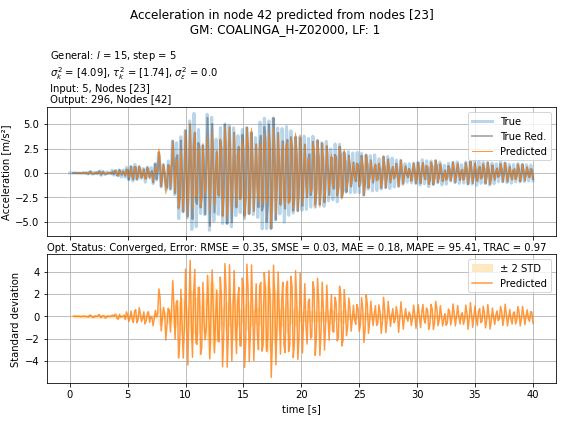 Acceleration in node 42 predicted from nodes [23]
GM: COALINGA_H-Z02000, LF: 1
General: l = 15, step = 5
σ²ₖ = [4.09], τ²ₖ = [1.74], σ²ₑ = 0.0
Input: 5, Nodes [23]
Output: 296, Nodes [42]
Acceleration [m/s²]
5.0
2.5
0.0
−2.5
−5.0
True
True Red.
Predicted
Opt. Status: Converged, Error: RMSE = 0.35, SMSE = 0.03, MAE = 0.18, MAPE = 95.41, TRAC = 0.97
Standard deviation
4
2
0
−2
−4
± 2 STD
Predicted
0 5 10 15 20 25 30 35 40
time [s]